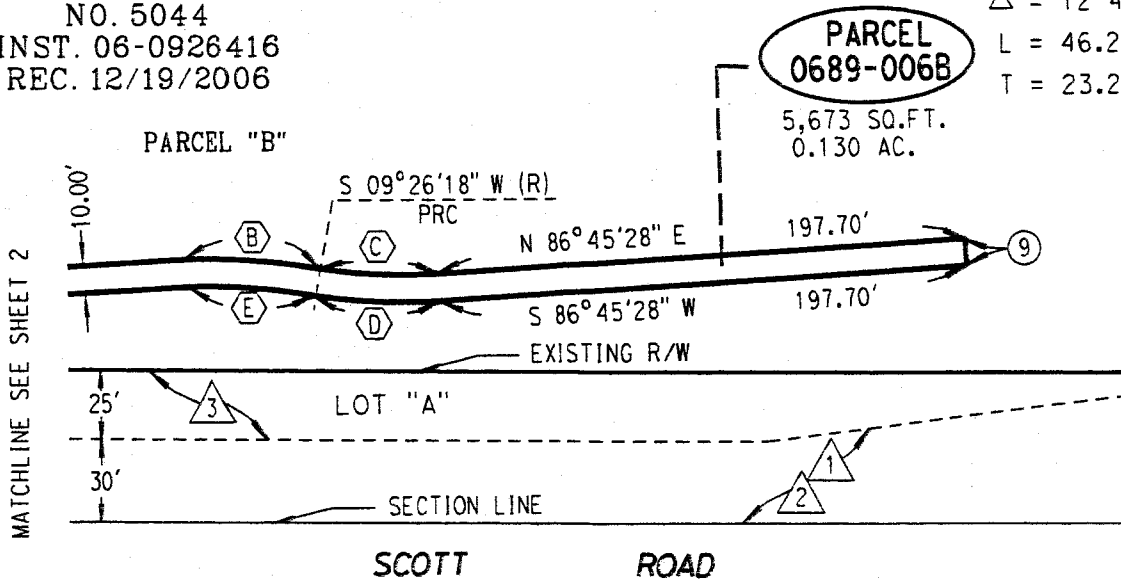 NO. 5044
INST. 06-0926416
REC. 12/19/2006
PARCEL "B"
PARCEL
0689-006B
5,673 SQ.FT.
0.130 AC.
L = 46.2
T = 23.2
10.00'
S 09°26'18" W (R)
PRC
B
C
N 86°45'28" E
197.70'
9
E
D
S 86°45'28" W
197.70'
MATCHLINE SEE SHEET 2
EXISTING R/W
25'
3
LOT "A"
30'
1
2
SECTION LINE
SCOTT ROAD